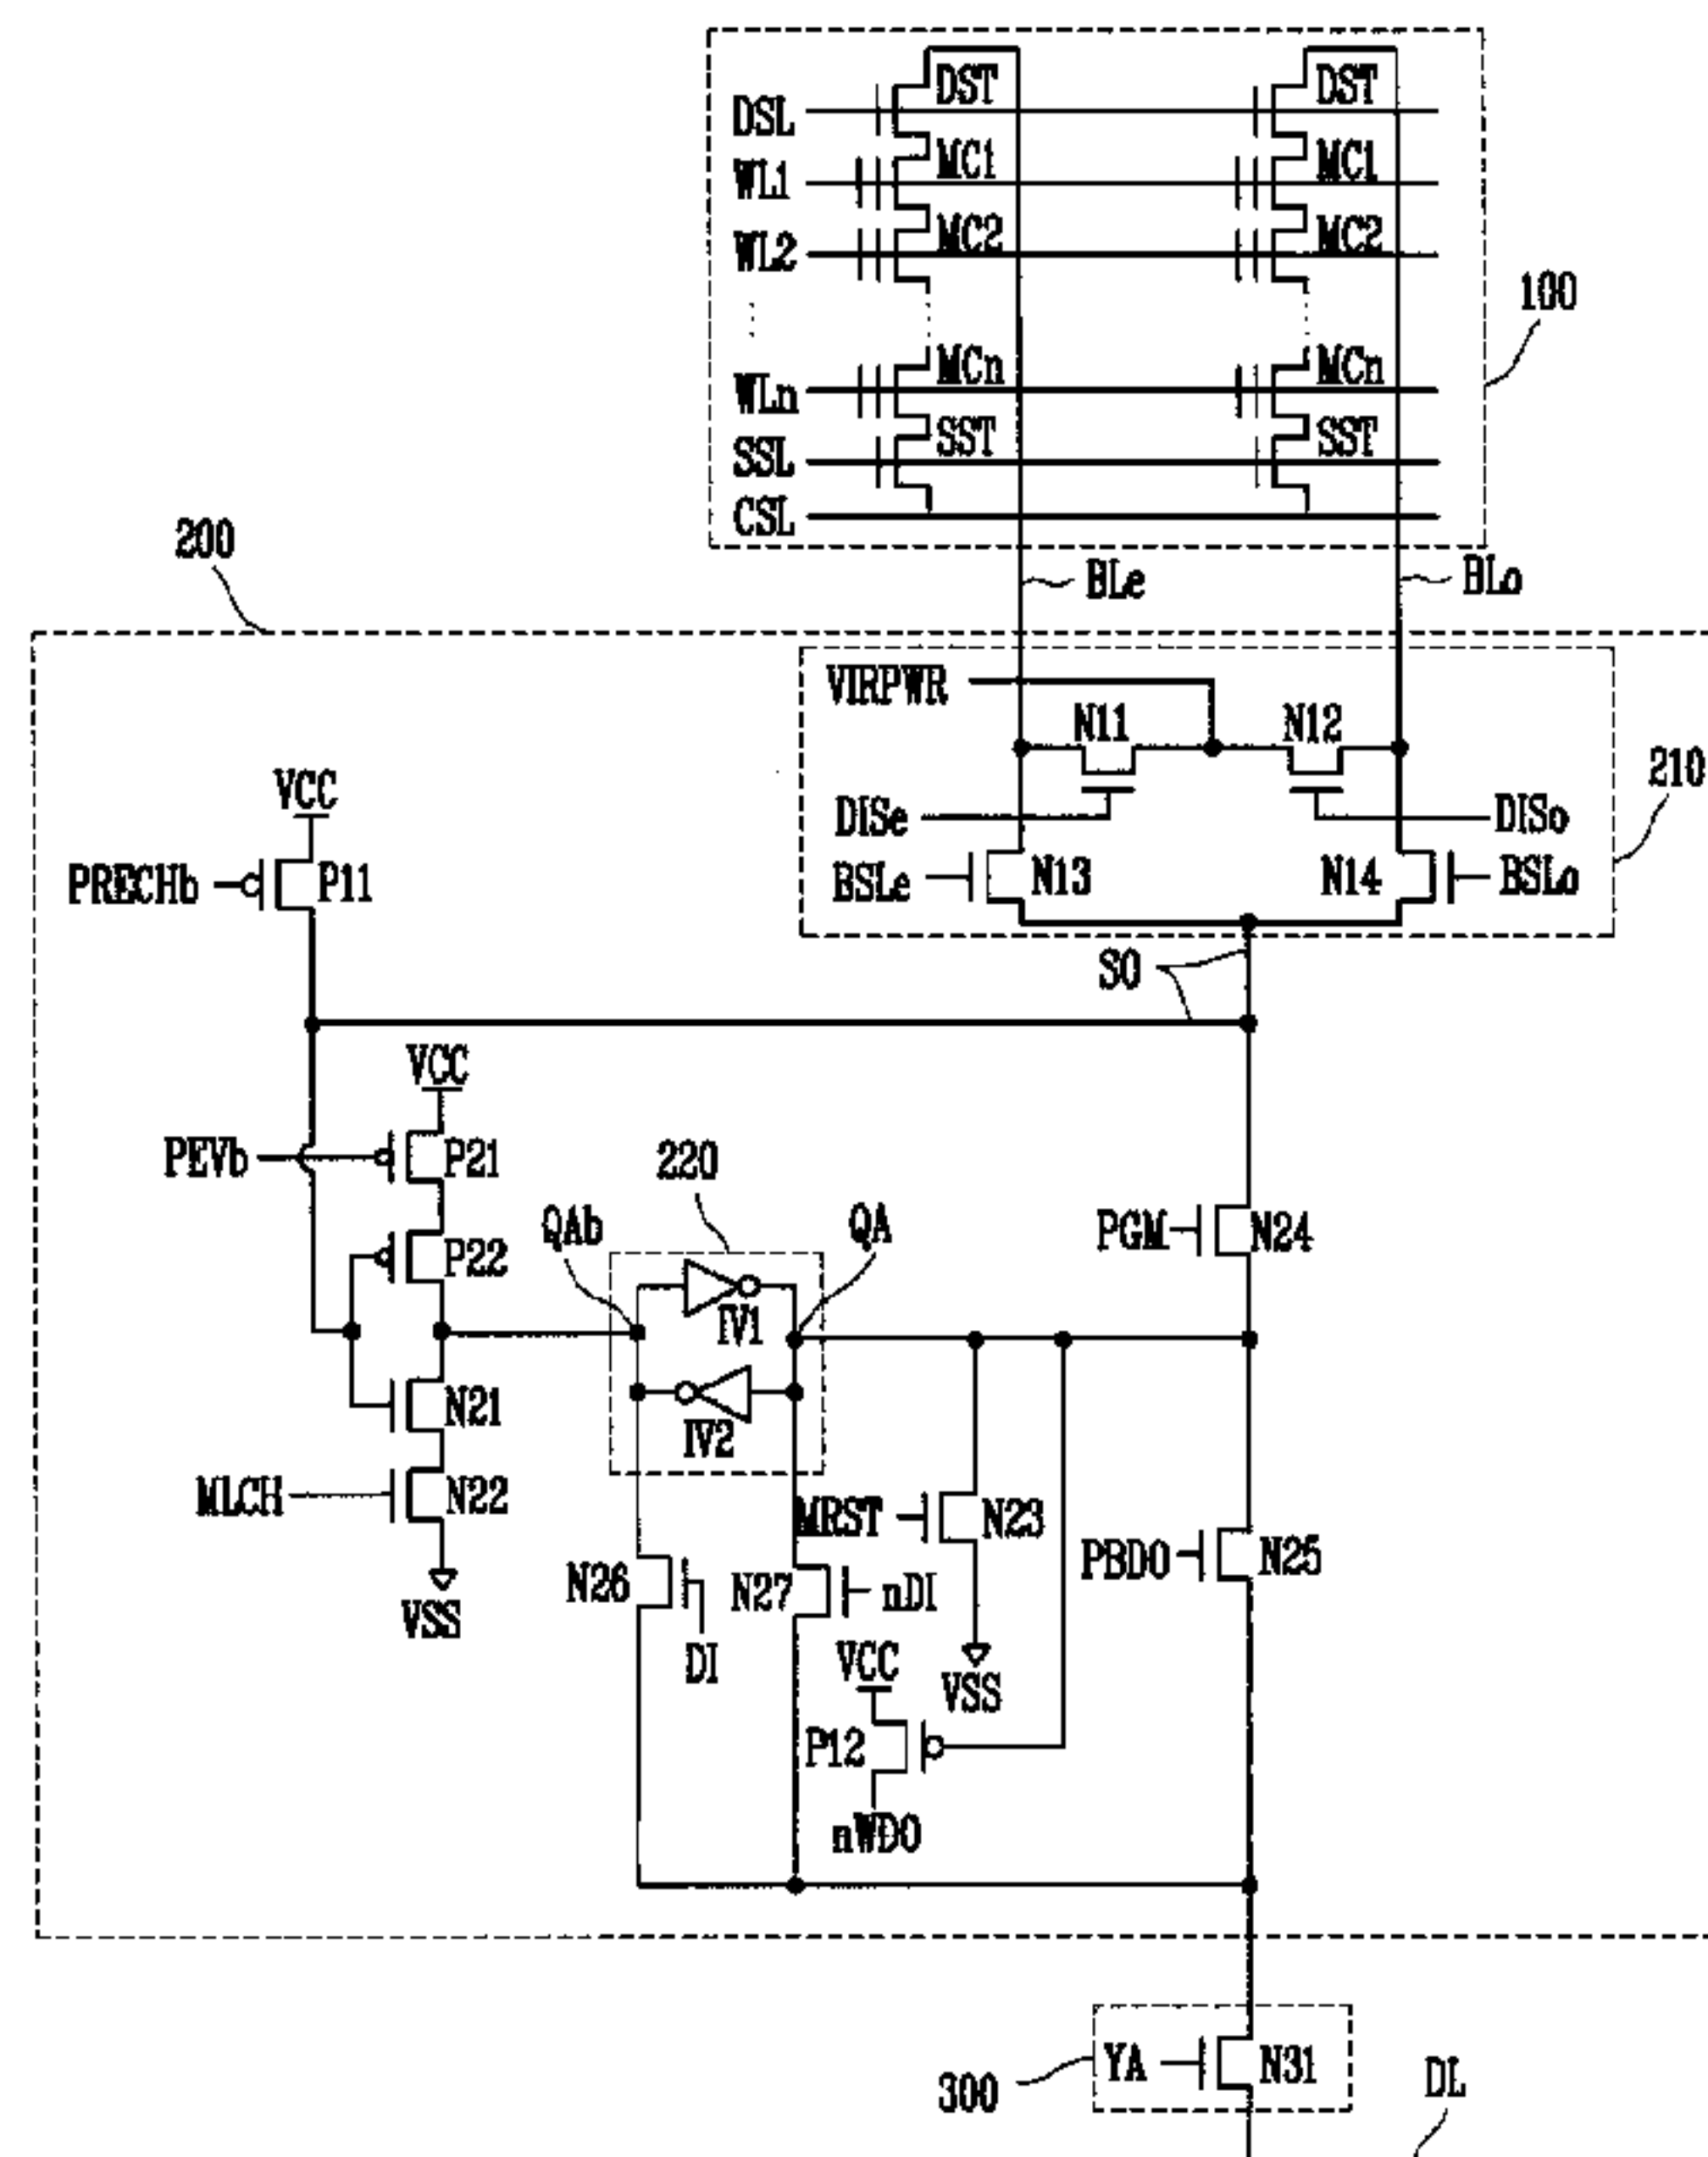 DSL DST DST
WL1 MC1 MC1
WL2 MC2 MC2
100
WLn MCn MCn
SSL SST SST
CSL
200
BLe BLo
VIRPWR
N11 N12
210
VCC
DISe DISo
PRECHb P11
BSLe N13 N14 BSLo
SO
VCC
PEVb P21
220
QAb QA
P22
PGM N24
IV1
N21
IV2
MLCH N22
MRST N23
PBDO N25
N26 N27 nDI
VSS
DI
VCC
VSS
P12
nWDO
YA N31
300
DL